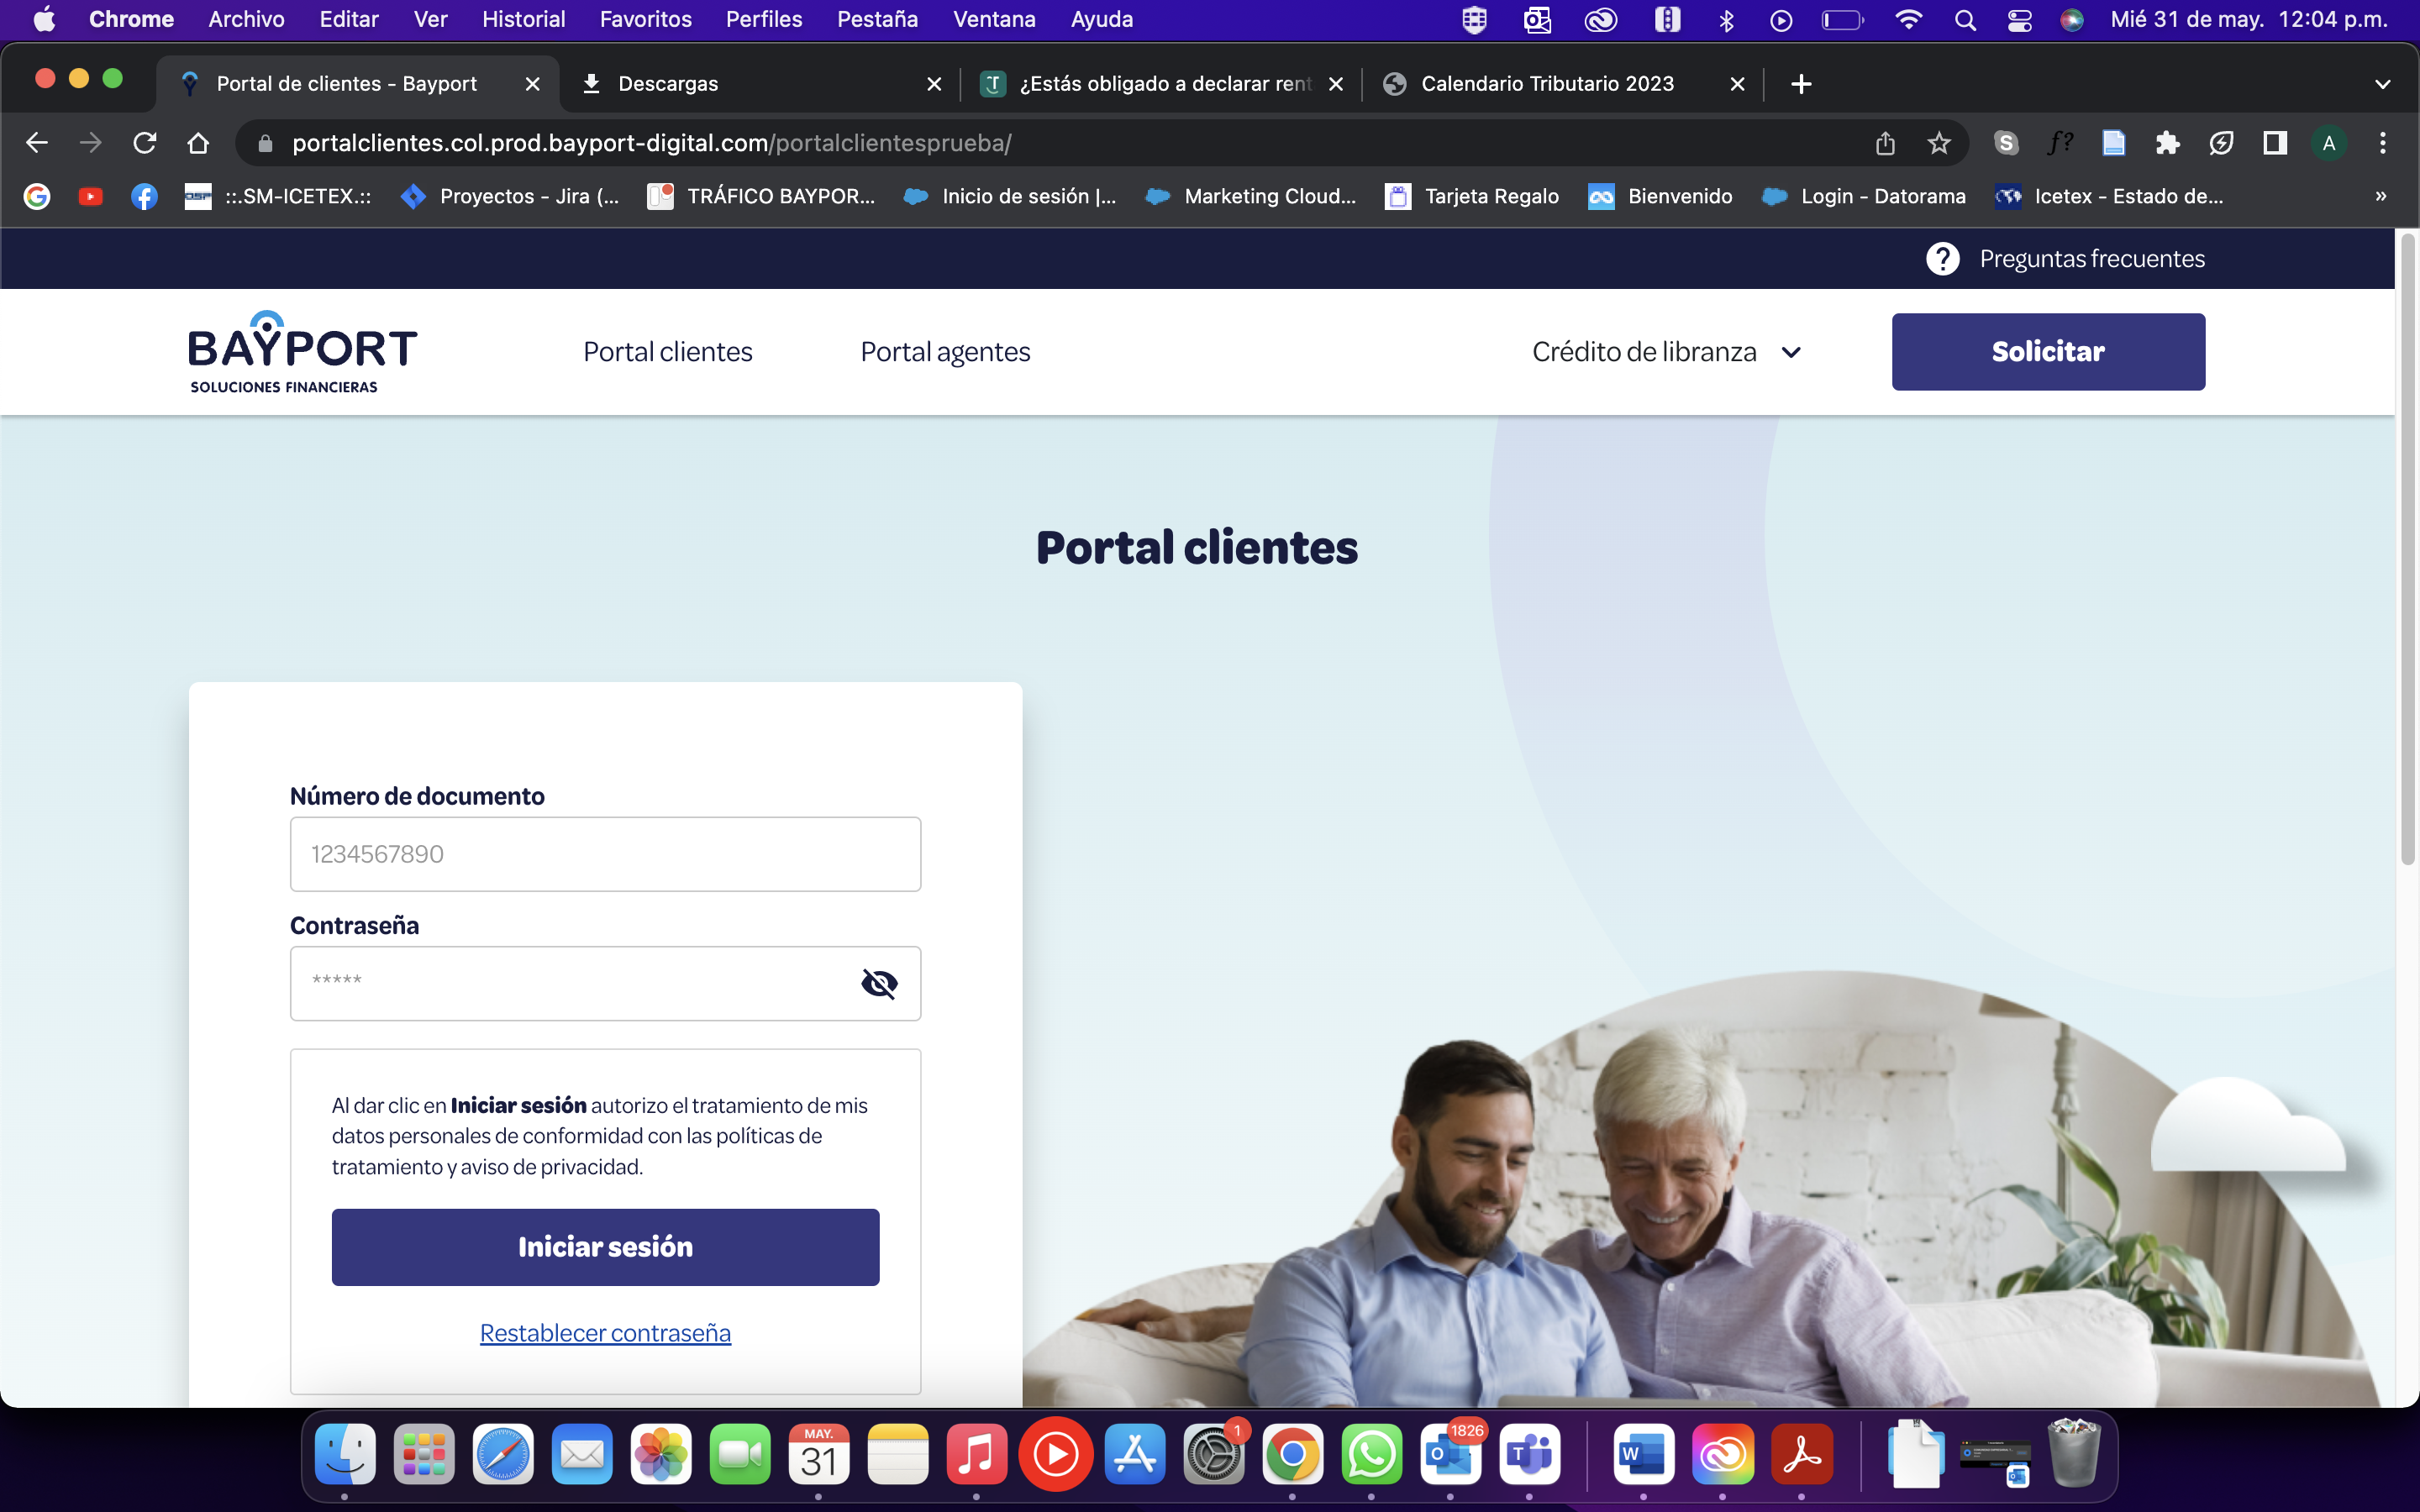 Chrome Archivo Editar Ver Historial Favoritos Perfiles Pestaña Ventana Ayuda Mié 31 de may. 12:04 p.m.
Portal de clientes - Bayport Descargas ¿Estás obligado a declarar rent Calendario Tributario 2023
portalclientes.col.prod.bayport-digital.com/portalclientesprueba/
::.SM-ICETEX.:: Proyectos - Jira (... TRÁFICO BAYPOR... Inicio de sesión |... Marketing Cloud... Tarjeta Regalo Bienvenido Login - Datorama Icetex - Estado de... »
Preguntas frecuentes
BAYPORT
SOLUCIONES FINANCIERAS
Portal clientes Portal agentes Crédito de libranza Solicitar
Portal clientes
Número de documento
1234567890
Contraseña
*****
Al dar clic en Iniciar sesión autorizo el tratamiento de mis
datos personales de conformidad con las políticas de
tratamiento y aviso de privacidad.
Iniciar sesión
Restablecer contraseña
MAY.
31
1
1826